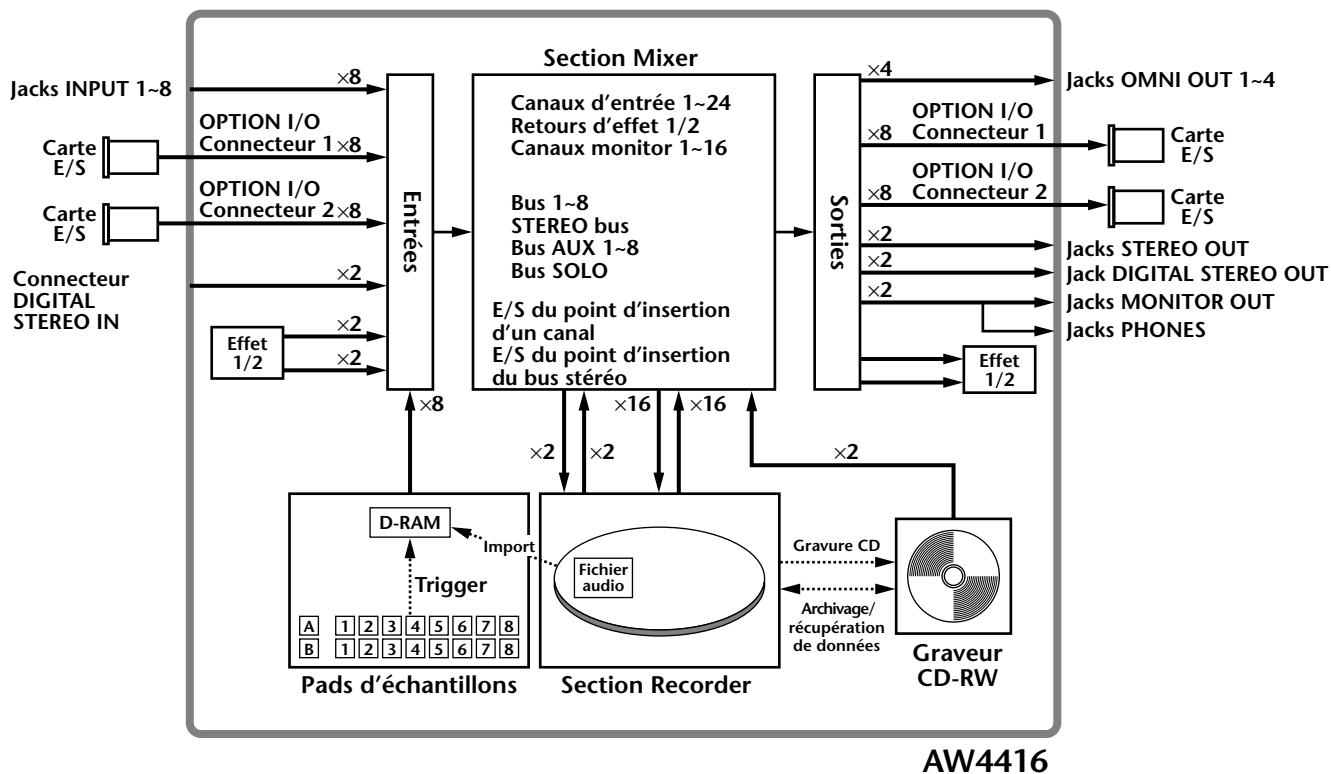 Section Mixer
Jacks INPUT 1~8
×8
OPTION I/O
Connecteur 1
×8
Carte
E/S
OPTION I/O
Connecteur 2
×8
Carte
E/S
Connecteur
DIGITAL
STEREO IN
×2
Effet
1/2
×2
×2
Entrées
×8
Canaux d'entrée 1~24
Retours d'effet 1/2
Canaux monitor 1~16
Bus 1~8
STEREO bus
Bus AUX 1~8
Bus SOLO
E/S du point d'insertion
d'un canal
E/S du point d'insertion
du bus stéréo
Sorties
×4
Jacks OMNI OUT 1~4
OPTION I/O
Connecteur 1
×8
Carte
E/S
OPTION I/O
Connecteur 2
×8
Carte
E/S
×2
Jacks STEREO OUT
×2
Jack DIGITAL STEREO OUT
×2
Jacks MONITOR OUT
Jacks PHONES
Effet
1/2
×2
×2
×16
×16
×2
D-RAM
Import
Trigger
A 1 2 3 4 5 6 7 8
B 1 2 3 4 5 6 7 8
Pads d'échantillons
Fichier
audio
Section Recorder
Gravure CD
Archivage/
récupération
de données
Graveur
CD-RW
AW4416